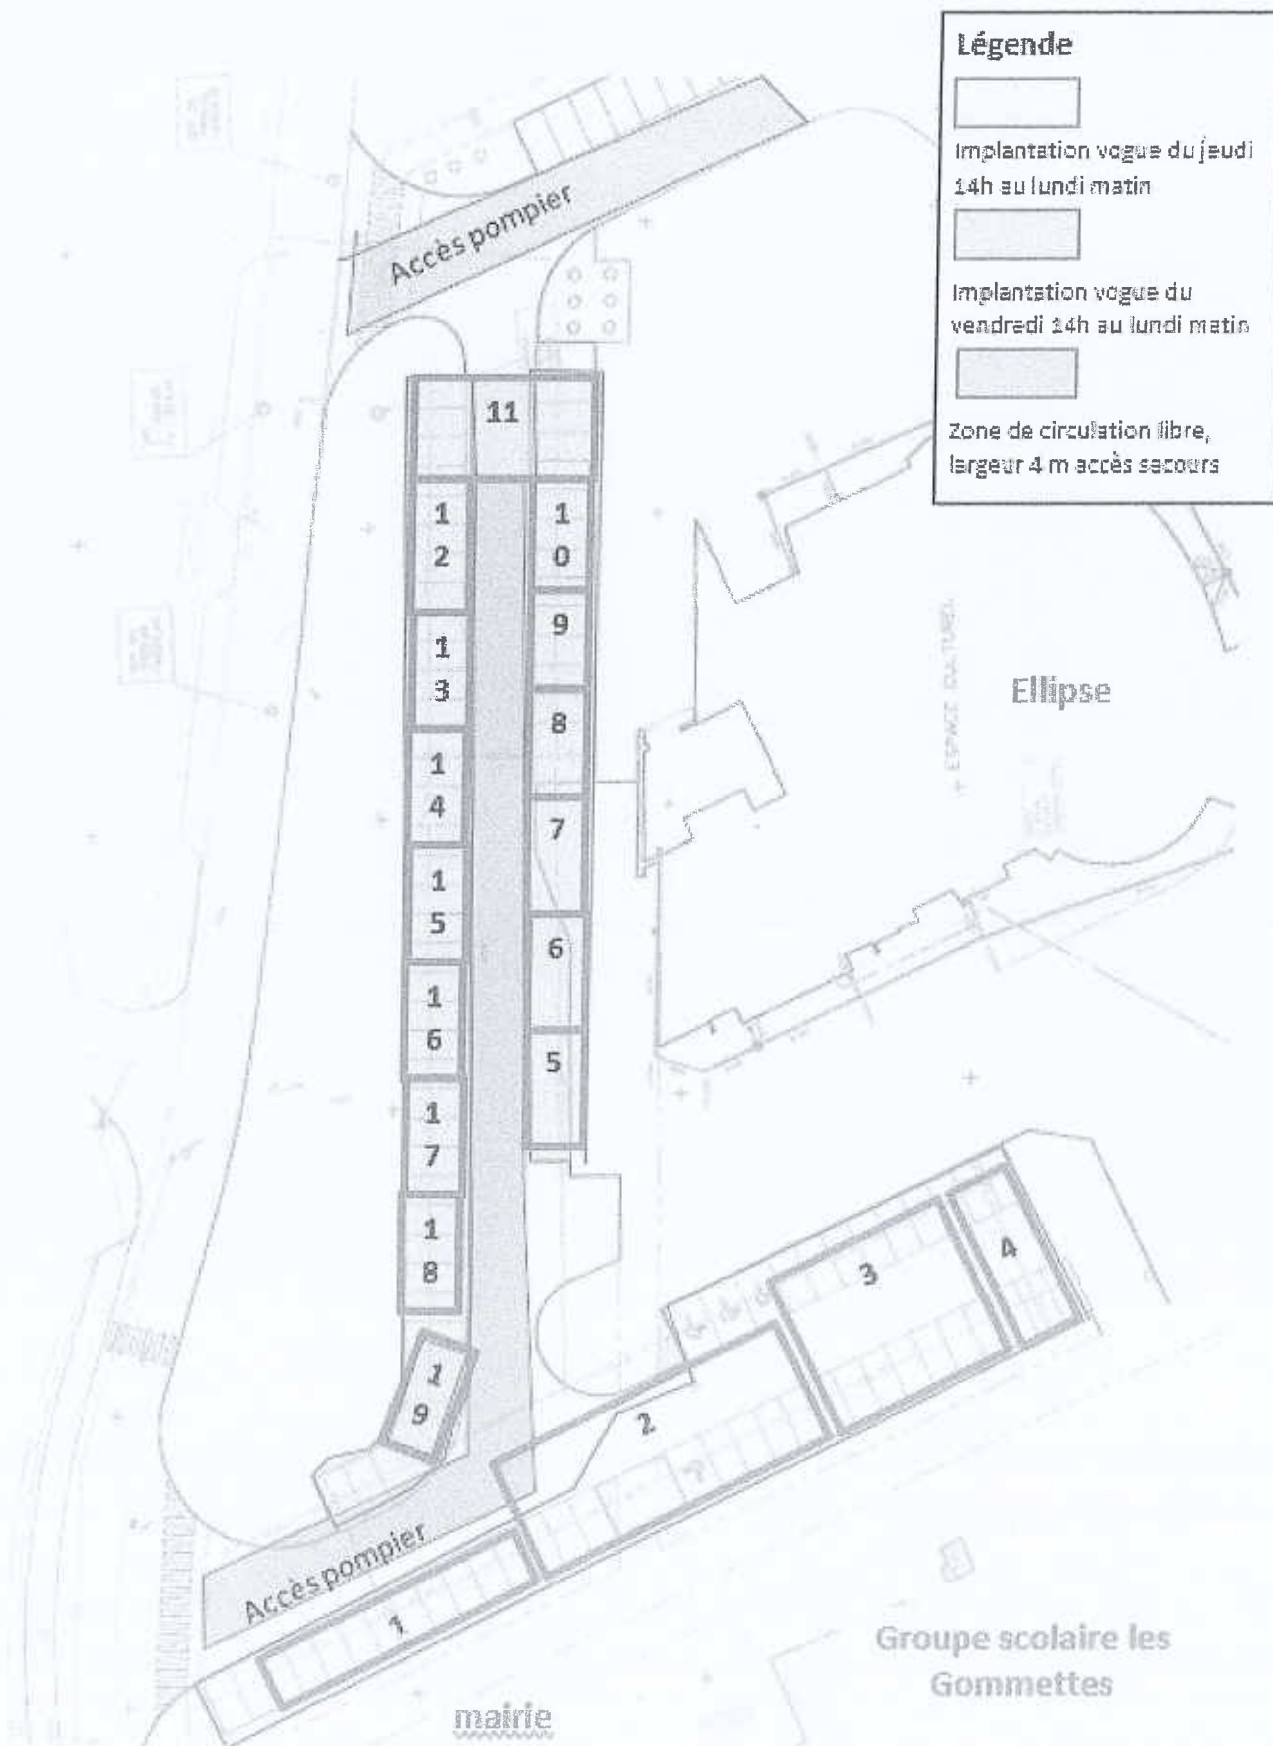 Légende
Implantation vogue du jeudi
14h au lundi matin
Implantation vogue du
vendredi 14h au lundi matin
Zone de circulation libre,
largeur 4 m accès secours
Accès pompier
11
1
2
1
0
1
3
9
8
1
4
7
1
5
6
1
6
5
1
7
1
8
1
9
4
3
2
1
Ellipse
+ ESPACE CULTUREL
Accès pompier
Groupe scolaire les
Gommettes
mairie